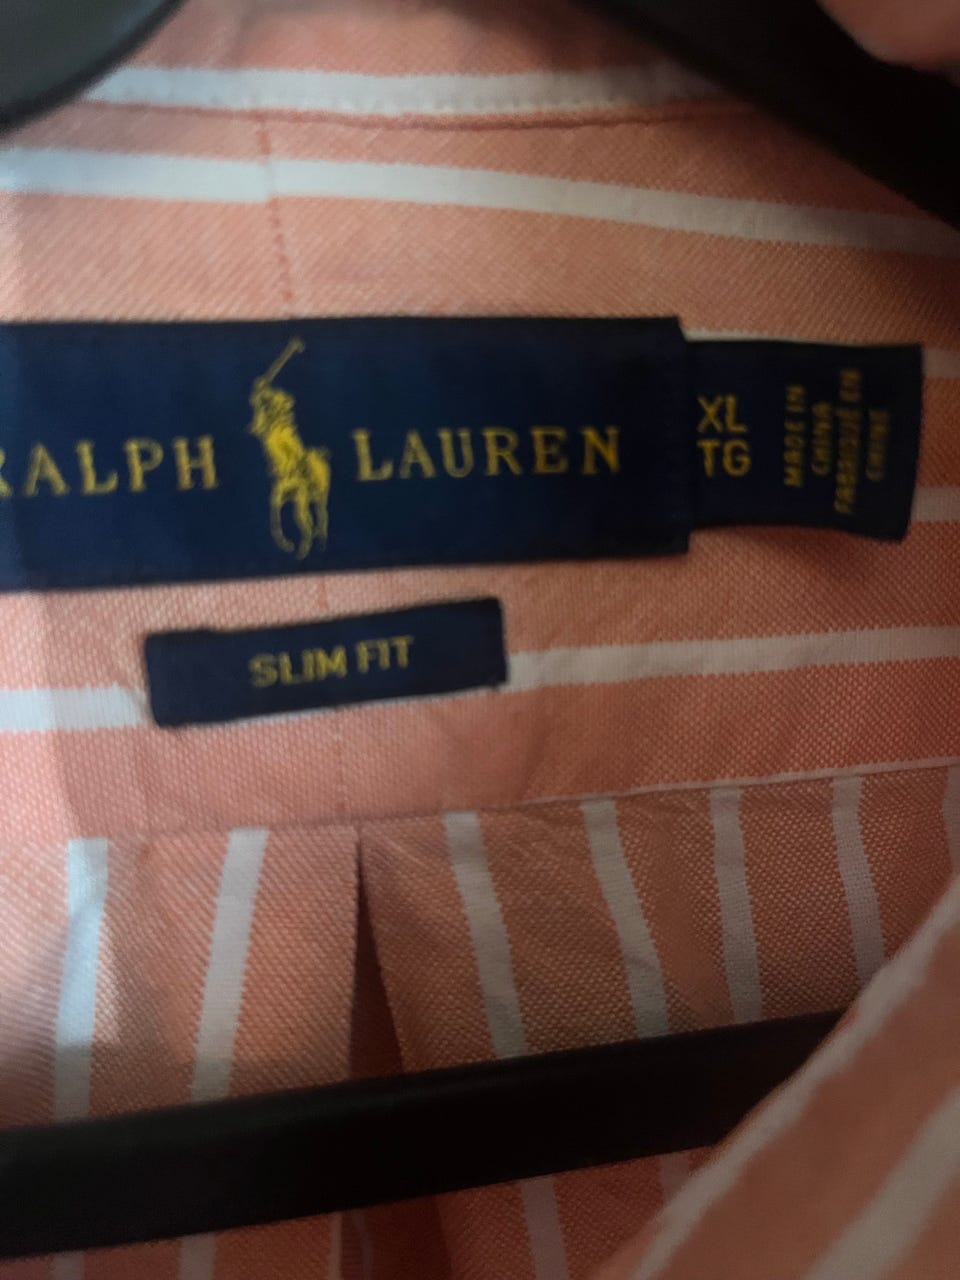 RALPH LAUREN
XL
TG
MADE IN
CHINA
FABRIQUÉ EN
CHINE
SLIM FIT